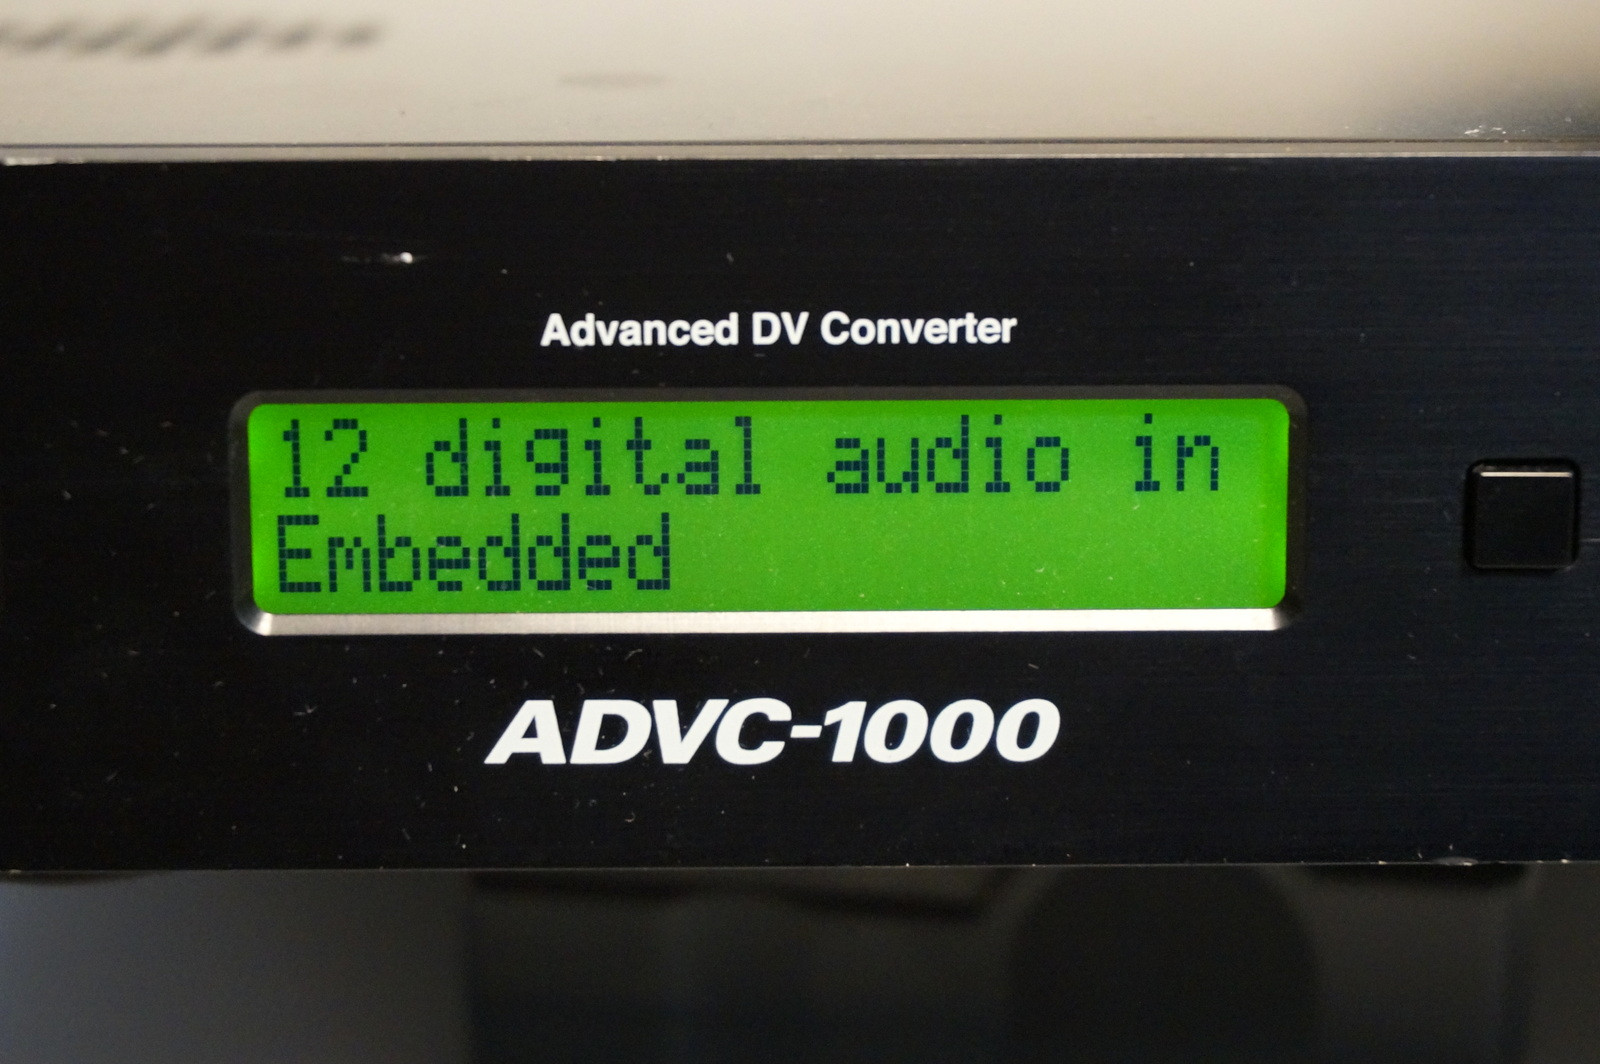 Advanced DV Converter
12 digital audio in
Embedded
ADVC-1000